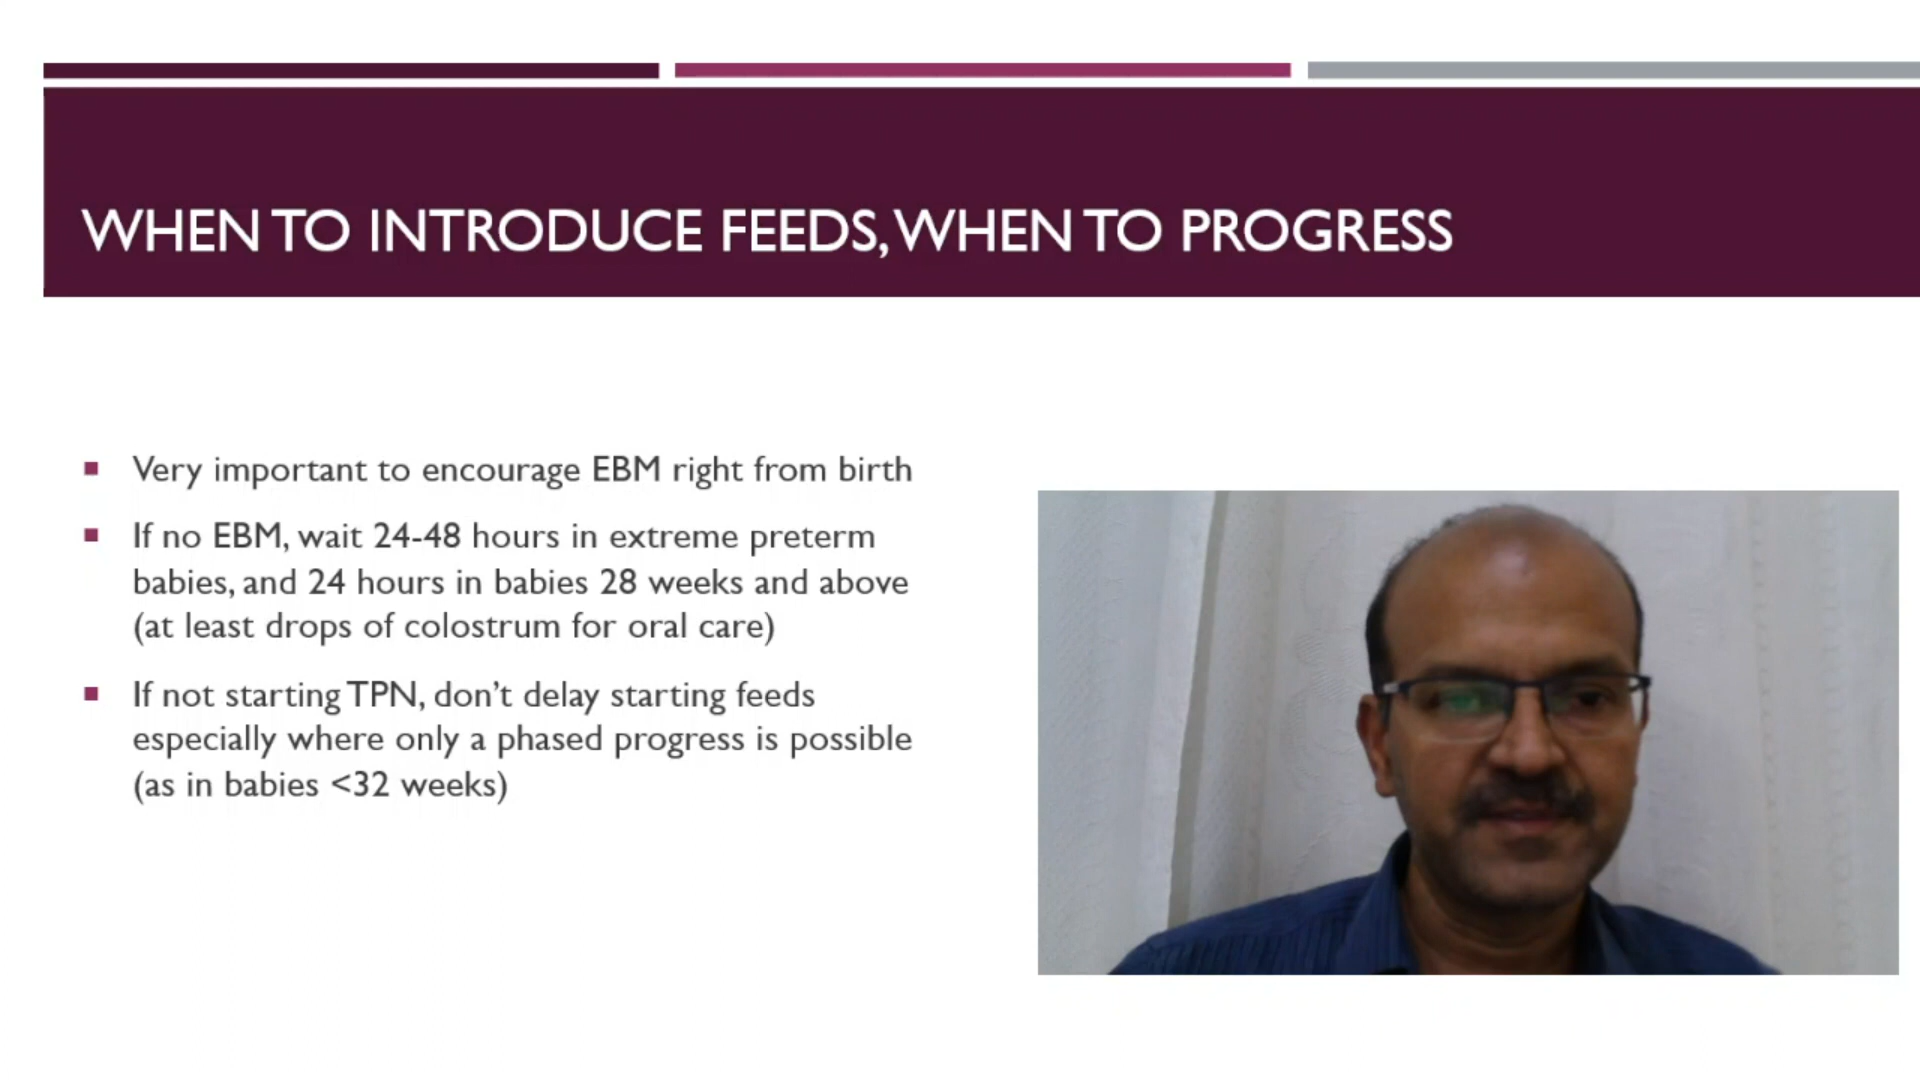 WHEN TO INTRODUCE FEEDS, WHEN TO PROGRESS
Very important to encourage EBM right from birth
If no EBM, wait 24-48 hours in extreme preterm
babies, and 24 hours in babies 28 weeks and above
(at least drops of colostrum for oral care)
If not starting TPN, don’t delay starting feeds
especially where only a phased progress is possible
(as in babies <32 weeks)